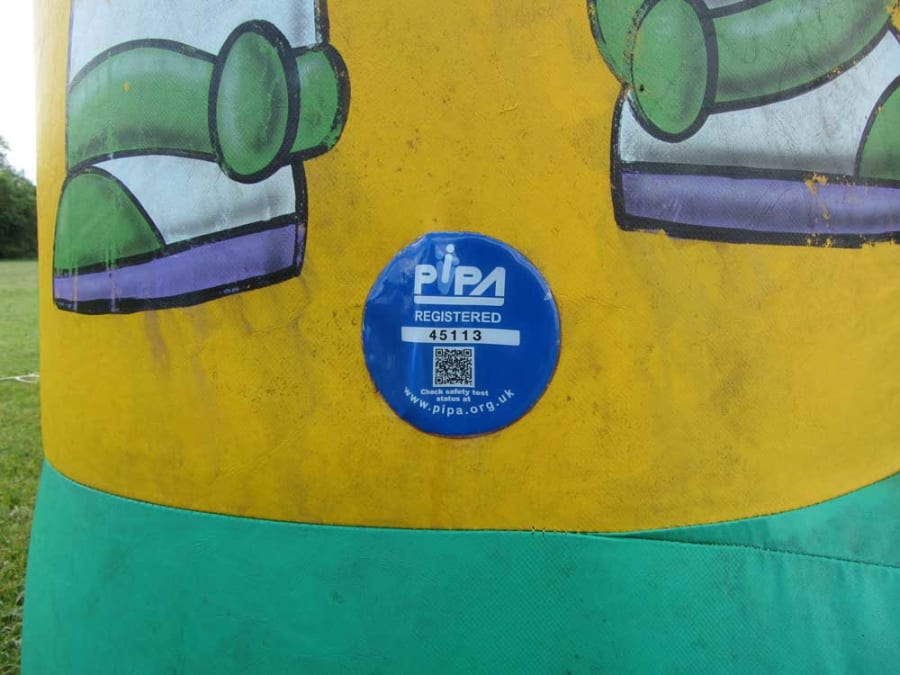 PiPA
REGISTERED
45113
Check safety test
status at
www.pipa.org.uk